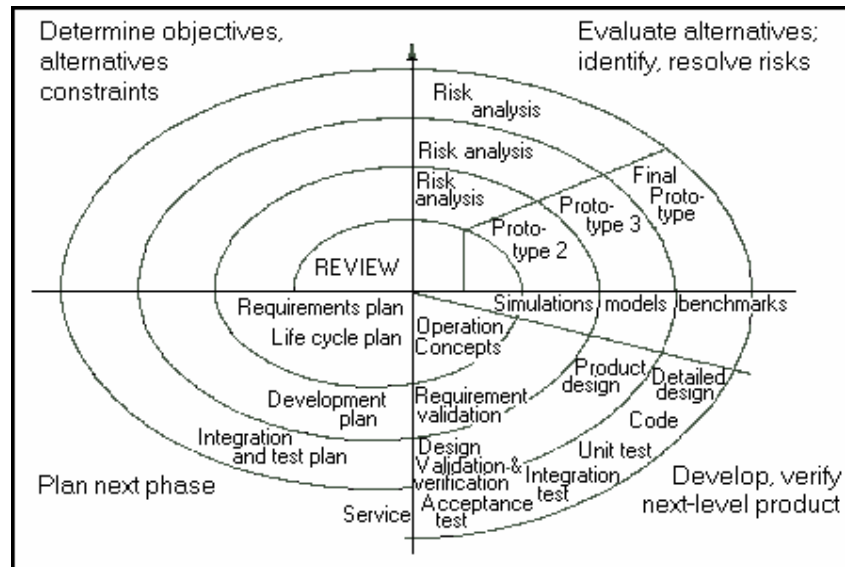 Determine objectives,
alternatives
constraints
Evaluate alternatives;
identify, resolve risks
Risk
analysis
Risk analysis
Risk
analysis
Final
Proto-
type
Proto-
type 3
Proto-
type 2
REVIEW
Requirements plan
Life cycle plan
Simulations models benchmarks
Operation
Concepts
Development
plan
Requirement
validation
Product
design
Detailed
design
Code
Integration
and test plan
Design
Validation-&
verification
Unit test
Integration
test
Acceptance
test
Plan next phase
Service
Develop, verify
next-level product